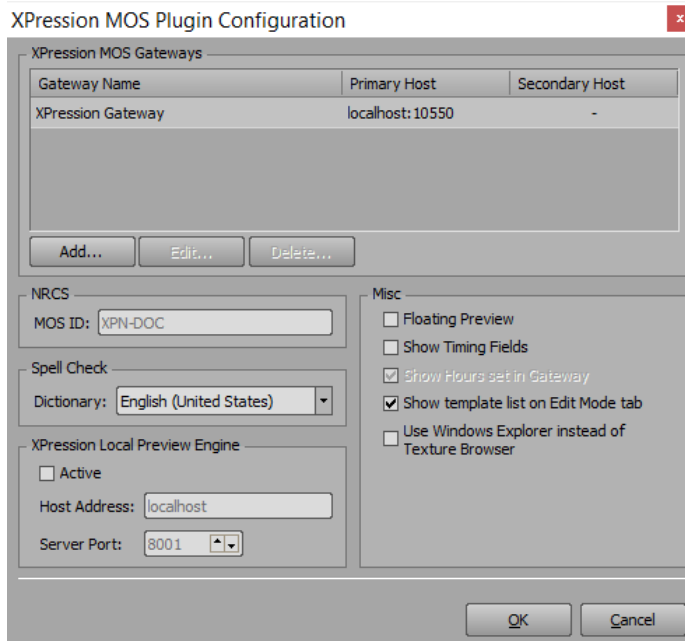 XPression MOS Plugin Configuration
x
XPression MOS Gateways
Gateway Name Primary Host Secondary Host
XPression Gateway localhost:10550 -
Add... Edit... Delete...
NRCS
MOS ID: XPN-DOC
Spell Check
Dictionary: English (United States)
XPression Local Preview Engine
Active
Host Address: localhost
Server Port: 8001
Misc
Floating Preview
Show Timing Fields
Show Hours set in Gateway
Show template list on Edit Mode tab
Use Windows Explorer instead of
Texture Browser
OK Cancel